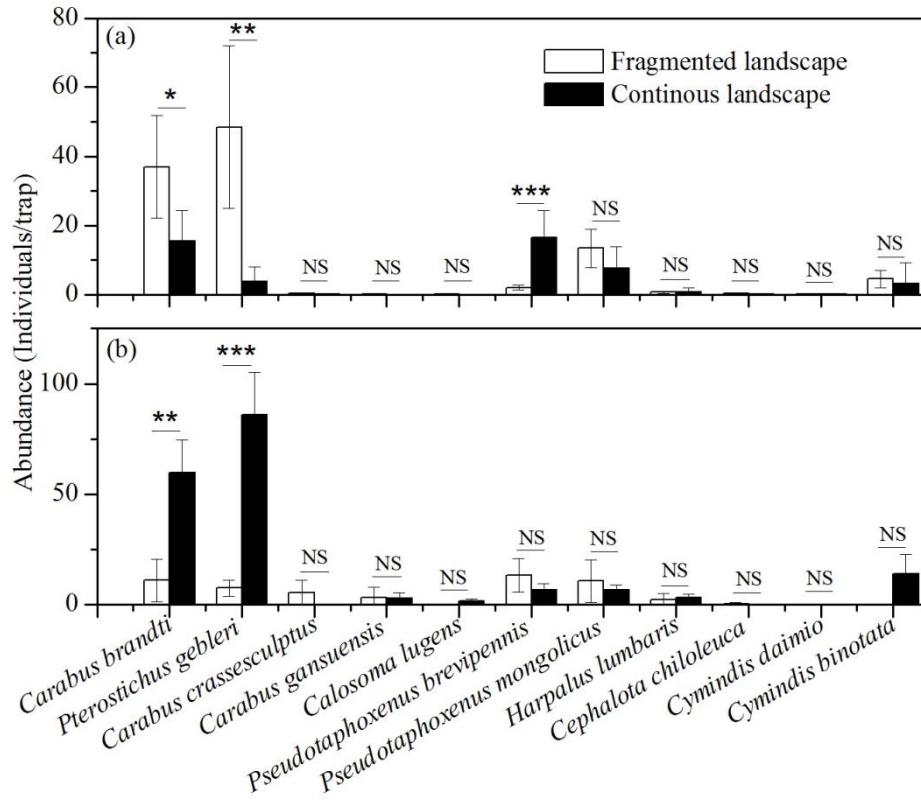 Abundance (Individuals/trap)
80
60
40
20
0
(a)
*
**
NS
NS
NS
***
NS
NS
NS
NS
NS
Fragmented landscape
Continous landscape
100
50
0
(b)
**
***
NS
NS
NS
NS
NS
NS
NS
NS
NS
Carabus brandti
Pterostichus gebleri
Carabus crassesculptus
Carabus gansuensis
Calosoma lugens
Pseudotaphoxenus brevipennis
Pseudotaphoxenus mongolicus
Harpalus lumbaris
Cephalota chiloleuca
Cymindis daimio
Cymindis binotata